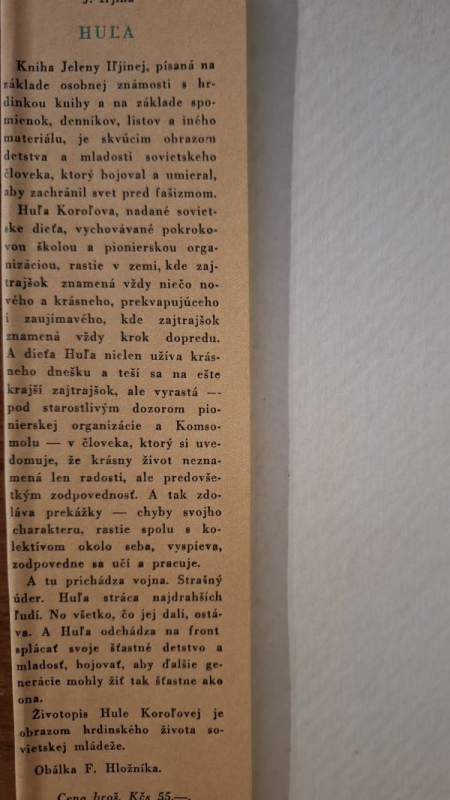 J. Iľjina
HUĽA
Kniha Jeleny Iľjinej, písaná na
základe osobnej známosti s hr-
dinkou knihy a na základe spo-
mienok, denníkov, listov a iného
materiálu, je skvúcim obrazom
detstva a mladosti sovietskeho
človeka, ktorý bojoval a umieral,
aby zachránil svet pred fašizmom.
Huľa Koroľova, nadané soviet-
ske dieťa, vychovávané pokroko-
vou školou a pionierskou orga-
nizáciou, rastie v zemi, kde zaj-
trajšok znamená vždy niečo no-
vého a krásneho, prekvapujúceho
i zaujímavého, kde zajtrajšok
znamená vždy krok dopredu.
A dieťa Huľa nielen užíva krás-
neho dnešku a teší sa na ešte
krajší zajtrajšok, ale vyrastá —
pod starostlivým dozorom pio-
nierskej organizácie a Komso-
molu — v človeka, ktorý si uve-
domuje, že krásny život nezna-
mená len radosti, ale predovše-
tkým zodpovednosť. A tak zdo-
láva prekážky — chyby svojho
charakteru, rastie spolu s ko-
lektívom okolo seba, vyspieva,
zodpovedne sa učí a pracuje.
A tu prichádza vojna. Strašný
úder. Huľa stráca najdrahších
ľudí. No všetko, čo jej dali, ostá-
va. A Huľa odchádza na front
splácať svoje šťastné detstvo a
mladosť, bojovať, aby ďalšie ge-
nerácie mohly žiť tak šťastne ako
ona.
Životopis Hule Koroľovej je
obrazom hrdinského života so-
vietskej mládeže.
Obálka F. Hložníka.
Cena brož. Kčs 55.—.